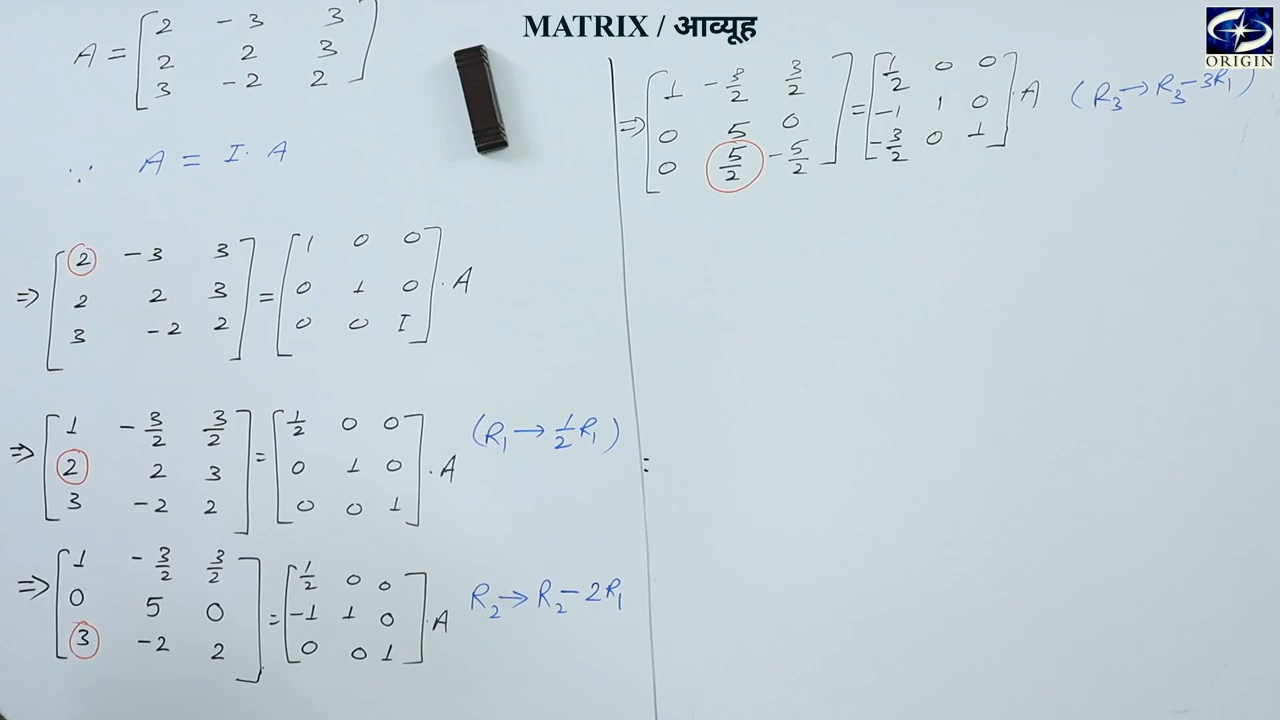 MATRIX / आव्यूह
ORIGIN
A = [2 -3 3
2 2 3
3 -2 2]
∵ A = I . A
⇒ [2 -3 3 = [1 0 0
2 2 3 0 1 0 . A
3 -2 2] 0 0 I]
⇒ [1 -3/2 3/2 = [1/2 0 0 (R₁ → 1/2 R₁)
2 2 3 0 1 0 . A
3 -2 2] 0 0 1]
⇒ [1 -3/2 3/2 = [1/2 0 0
0 5 0 -1 1 0 . A R₂ → R₂ - 2R₁
3 -2 2] 0 0 1]
⇒ [1 -3/2 3/2 = [1/2 0 0 . A (R₃ → R₃ - 3R₁)
0 5 0 -1 1 0
0 5/2 -5/2] -3/2 0 1]